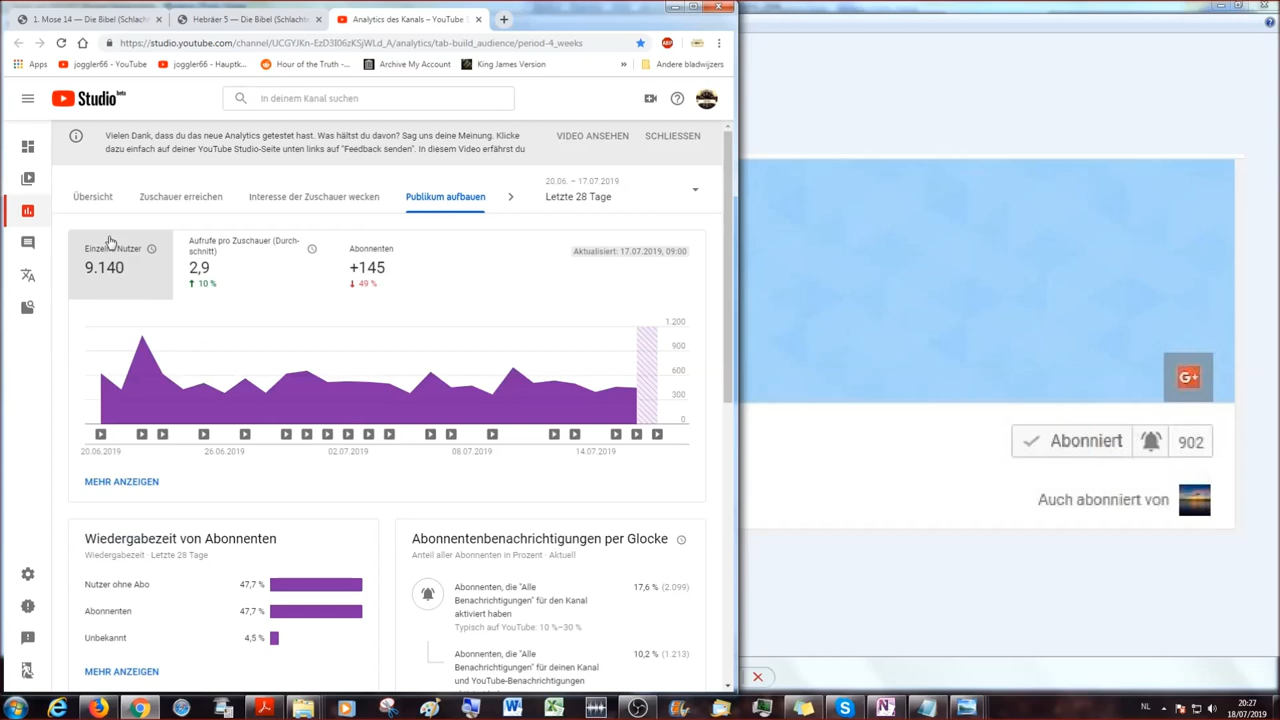 1. Mose 14 — Die Bibel (Schlacht
Hebräer 5 — Die Bibel (Schlachte
Analytics des Kanals – YouTube S
https://studio.youtube.com/channel/UCGYJKn-EzD3I06zKSjWLd_A/analytics/tab-build_audience/period-4_weeks
Apps
joggler66 - YouTube
joggler66 - Hauptk...
Hour of the Truth -...
Archive My Account
King James Version
»
Andere bladwijzers
Studio beta
In deinem Kanal suchen
Vielen Dank, dass du das neue Analytics getestet hast. Was hältst du davon? Sag uns deine Meinung. Klicke
dazu einfach auf deiner YouTube Studio-Seite unten links auf "Feedback senden". In diesem Video erfährst du
VIDEO ANSEHEN
SCHLIESSEN
Übersicht
Zuschauer erreichen
Interesse der Zuschauer wecken
Publikum aufbauen
20.06. – 17.07.2019
Letzte 28 Tage
Einzelne Nutzer
9.140
Aufrufe pro Zuschauer (Durch-
schnitt)
2,9
10 %
Abonnenten
+145
49 %
Aktualisiert: 17.07.2019, 09:00
1.200
900
600
300
0
20.06.2019
26.06.2019
02.07.2019
08.07.2019
14.07.2019
MEHR ANZEIGEN
Wiedergabezeit von Abonnenten
Wiedergabezeit · Letzte 28 Tage
Nutzer ohne Abo 47,7 %
Abonnenten 47,7 %
Unbekannt 4,5 %
MEHR ANZEIGEN
Abonnentenbenachrichtigungen per Glocke
Anteil aller Abonnenten in Prozent · Aktuell
Abonnenten, die "Alle 17,6 % (2.099)
Benachrichtigungen" für den Kanal
aktiviert haben
Typisch auf YouTube: 10 %–30 %
Abonnenten, die "Alle 10,2 % (1.213)
Benachrichtigungen" für deinen Kanal
und YouTube-Benachrichtigungen
G+
Abonniert
902
Auch abonniert von
NL
20:27
18/07/2019